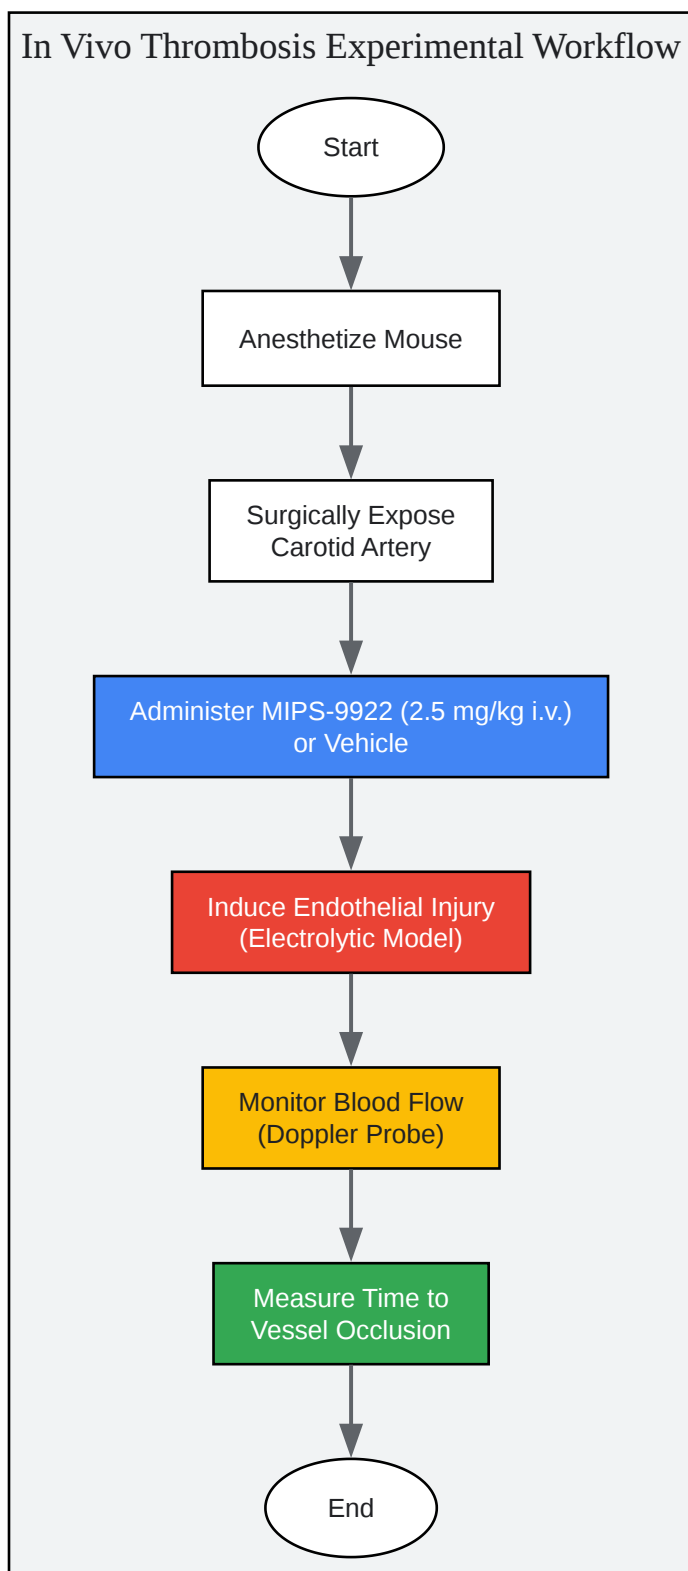 In Vivo Thrombosis Experimental Workflow
Start
Anesthetize Mouse
Surgically Expose
Carotid Artery
Administer MIPS-9922 (2.5 mg/kg i.v.)
or Vehicle
Induce Endothelial Injury
(Electrolytic Model)
Monitor Blood Flow
(Doppler Probe)
Measure Time to
Vessel Occlusion
End